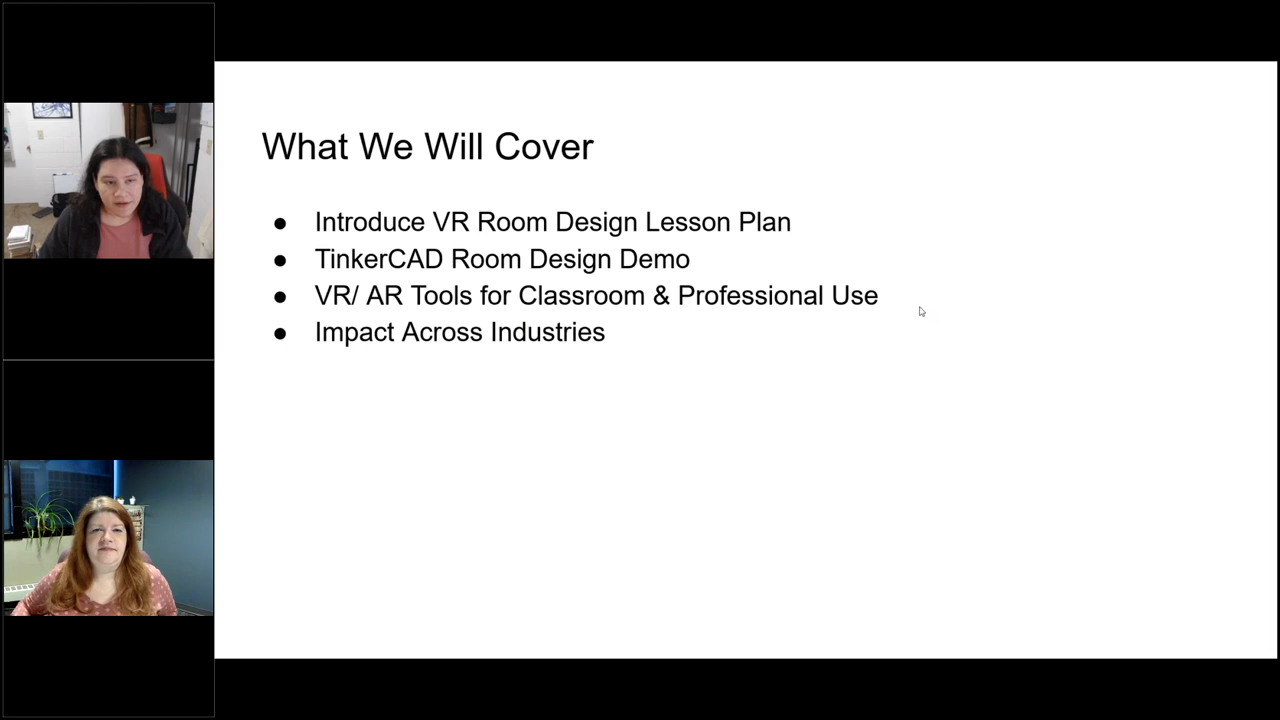 What We Will Cover
● Introduce VR Room Design Lesson Plan
● TinkerCAD Room Design Demo
● VR/ AR Tools for Classroom & Professional Use
● Impact Across Industries